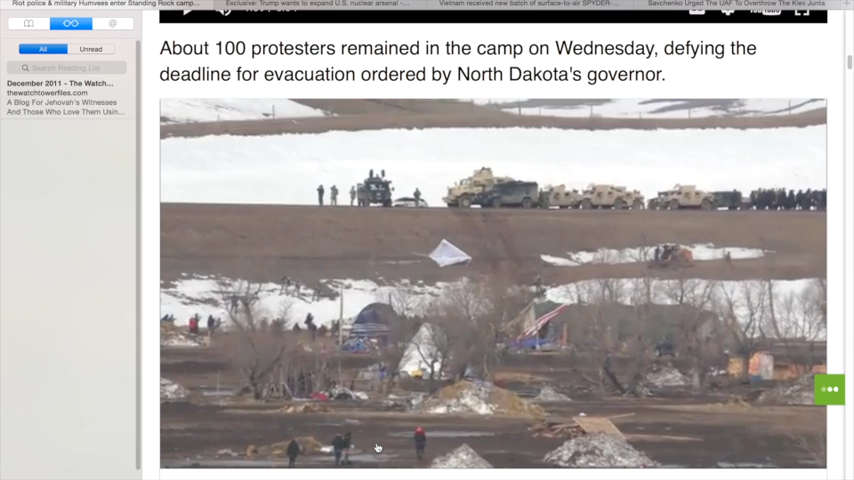 Riot police & military Humvees enter Standing Rock camp...
Exclusive: Trump wants to expand U.S. nuclear arsenal -...
Vietnam received new batch of surface-to-air SPYDER-...
Savchenko Urged The UAF To Overthrow The Kiev Junta
All
Unread
Search Reading List
December 2011 - The Watch...
thewatchtowerfiles.com
A Blog For Jehovah's Witnesses
And Those Who Love Them Usin...
About 100 protesters remained in the camp on Wednesday, defying the
deadline for evacuation ordered by North Dakota's governor.